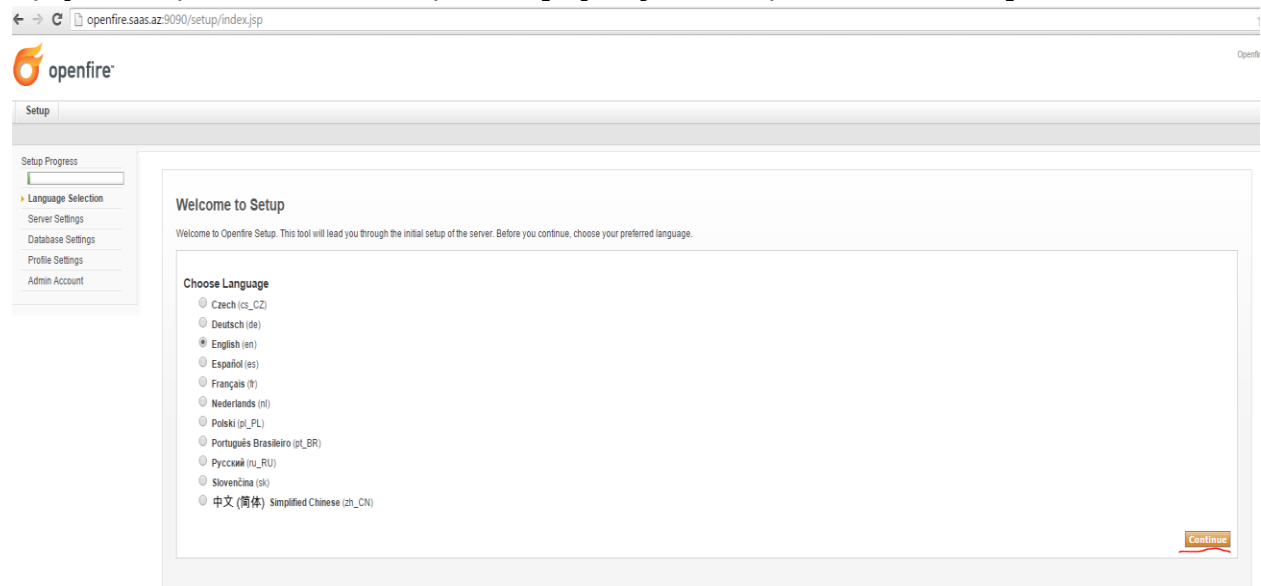 openfire.saas.az:9090/setup/index.jsp
openfire
Setup
Setup Progress
Language Selection
Server Settings
Database Settings
Profile Settings
Admin Account
Welcome to Setup
Welcome to Openfire Setup. This tool will lead you through the initial setup of the server. Before you continue, choose your preferred language.
Choose Language
Czech (cs_CZ)
Deutsch (de)
English (en)
Español (es)
Français (fr)
Nederlands (nl)
Polski (pl_PL)
Português Brasileiro (pt_BR)
Русский (ru_RU)
Slovenčina (sk)
中文 (简体) Simplified Chinese (zh_CN)
Continue